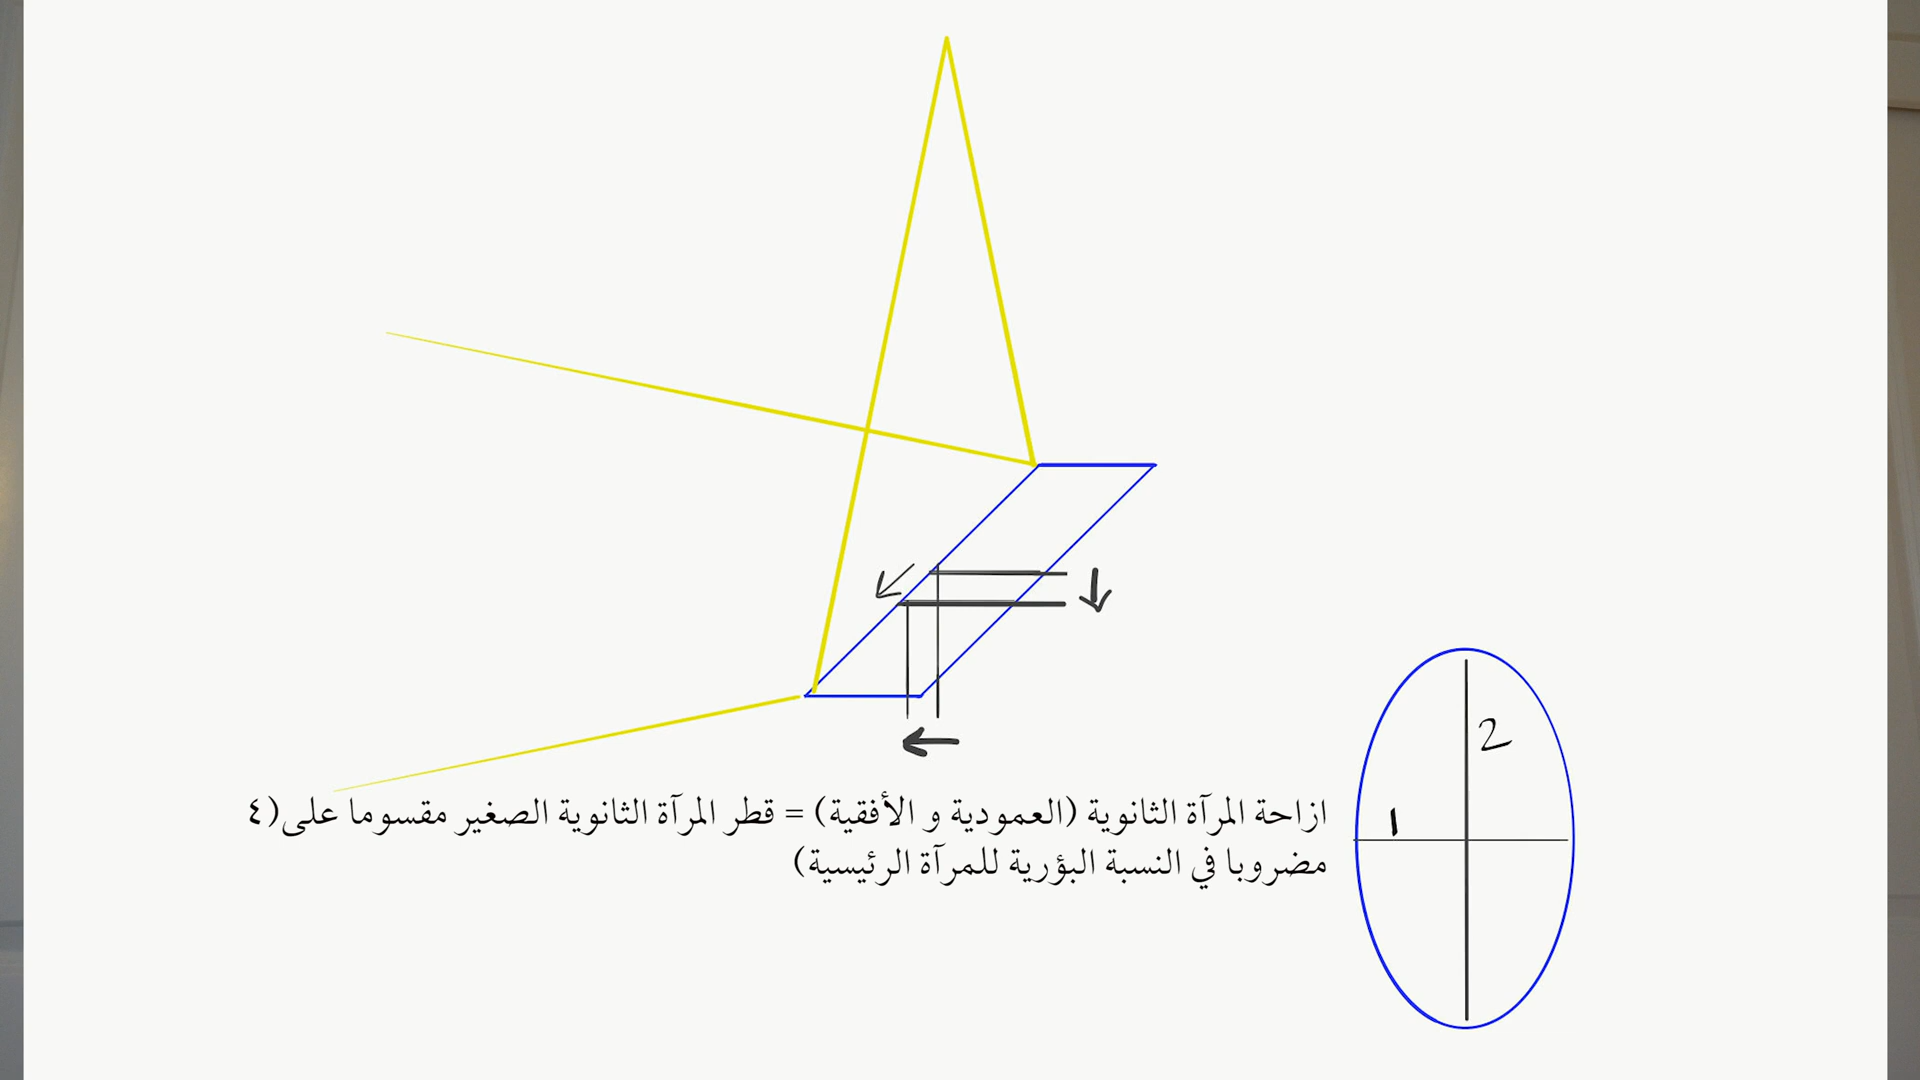 ازاحة المرآة الثانوية (العمودية و الأفقية) = قطر المرآة الثانوية الصغير مقسوما على(٤
مضروبا في النسبة البؤرية للمرآة الرئيسية)
2
1